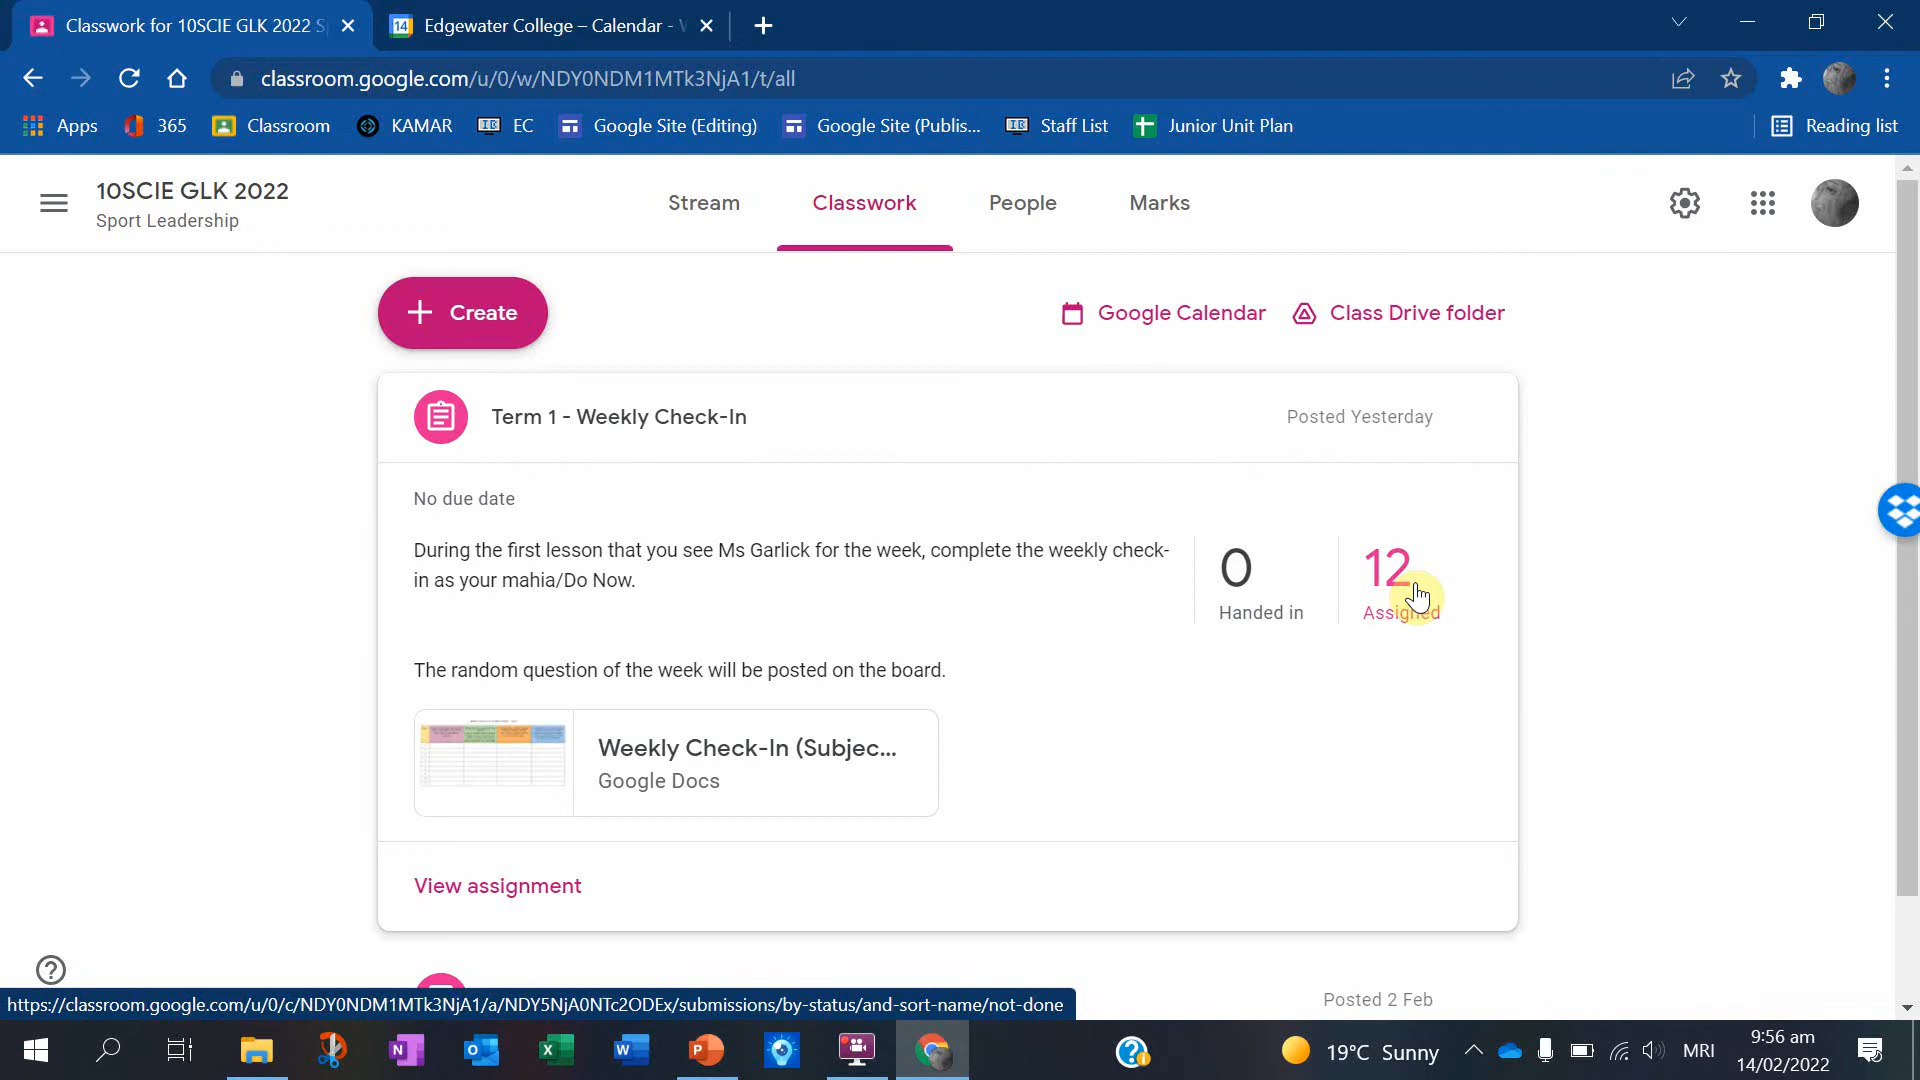 Classwork for 10SCIE GLK 2022 S
Edgewater College – Calendar - W
classroom.google.com/u/0/w/NDY0NDM1MTk3NjA1/t/all
Apps 365 Classroom KAMAR EC Google Site (Editing) Google Site (Publis... Staff List Junior Unit Plan Reading list
10SCIE GLK 2022
Sport Leadership
Stream Classwork People Marks
Create
Google Calendar Class Drive folder
Term 1 - Weekly Check-In
Posted Yesterday
No due date
During the first lesson that you see Ms Garlick for the week, complete the weekly check-
in as your mahia/Do Now.
0
Handed in
12
Assigned
The random question of the week will be posted on the board.
Weekly Check-In (Subjec...
Google Docs
View assignment
Posted 2 Feb
https://classroom.google.com/u/0/c/NDY0NDM1MTk3NjA1/a/NDY5NjA0NTc2ODEx/submissions/by-status/and-sort-name/not-done
19°C Sunny
MRI
9:56 am
14/02/2022